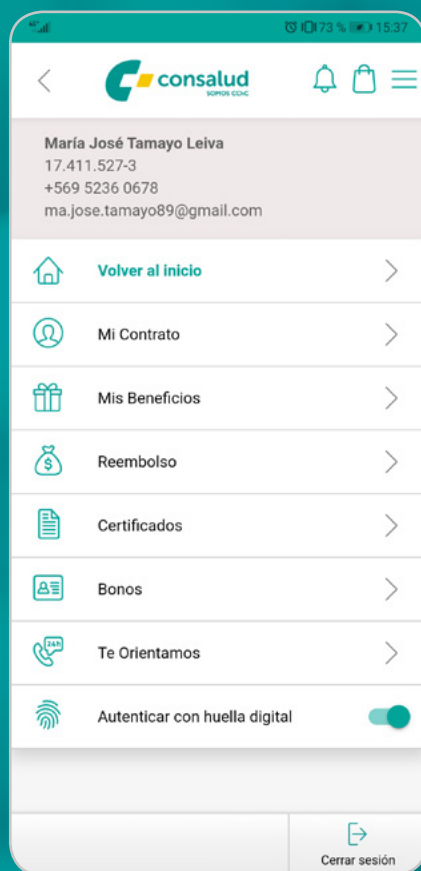 73 % 15:37
consalud
SOMOS CChC
María José Tamayo Leiva
17.411.527-3
+569 5236 0678
ma.jose.tamayo89@gmail.com
Volver al inicio
Mi Contrato
Mis Beneficios
$
Reembolso
Certificados
Bonos
24H
Te Orientamos
Autenticar con huella digital
Cerrar sesión